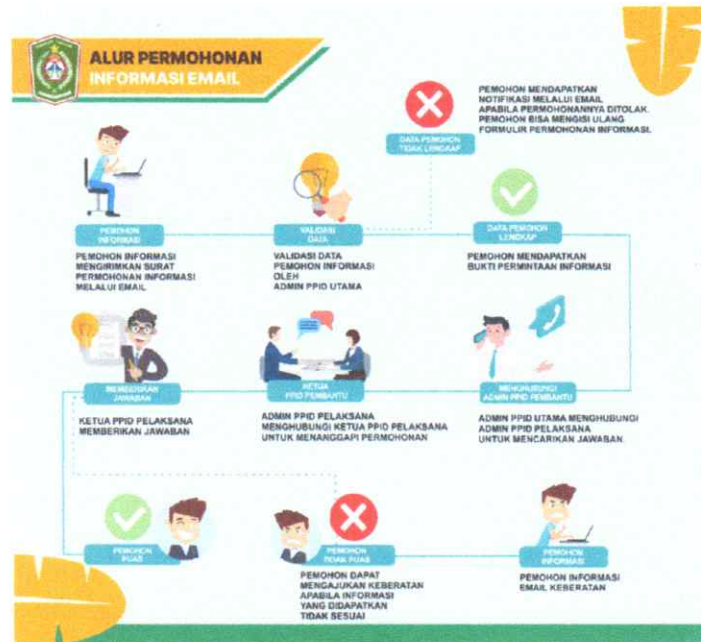 ALUR PERMOHONAN
INFORMASI EMAIL
PEMOHON MENDAPATKAN
NOTIFIKASI MELALUI EMAIL
APABILA PERMOHONANNYA DITOLAK.
PEMOHON BISA MENGISI ULANG
FORMULIR PERMOHONAN INFORMASI.
DATA PEMOHON
TIDAK LENGKAP
PEMOHON
INFORMASI
PEMOHON INFORMASI
MENGIRIMKAN SURAT
PERMOHONAN INFORMASI
MELALUI EMAIL
VALIDASI
DATA
VALIDASI DATA
PEMOHON INFORMASI
OLEH
ADMIN PPID UTAMA
DATA PEMOHON
LENGKAP
PEMOHON MENDAPATKAN
BUKTI PERMINTAAN INFORMASI
MEMBERIKAN
JAWABAN
KETUA PPID PELAKSANA
MEMBERIKAN JAWABAN
KETUA
PPID PEMBANTU
ADMIN PPID PELAKSANA
MENGHUBUNGI KETUA PPID PELAKSANA
UNTUK MENANGGAPI PERMOHONAN
MENGHUBUNGI
ADMIN PPID PEMBANTU
ADMIN PPID UTAMA MENGHUBUNGI
ADMIN PPID PELAKSANA
UNTUK MENCARIKAN JAWABAN.
PEMOHON
PUAS
PEMOHON
TIDAK PUAS
PEMOHON DAPAT
MENGAJUKAN KEBERATAN
APABILA INFORMASI
YANG DIDAPATKAN
TIDAK SESUAI
PEMOHON
INFORMASI
PEMOHON INFORMASI
EMAIL KEBERATAN